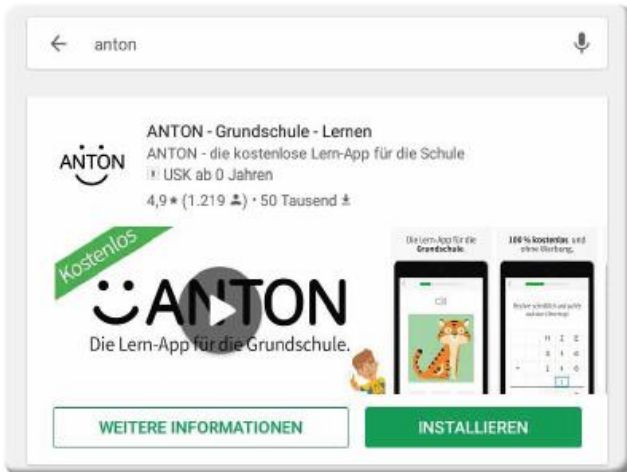 anton
ANTON
ANTON - Grundschule - Lernen
ANTON - die kostenlose Lern-App für die Schule
USK ab 0 Jahren
4,9★ (1.219) • 50 Tausend
Kostenlos
ANTON
Die Lern-App für die Grundschule.
Die Lern-App für die
Grundschule.
100 % kostenlos und
ohne Werbung.
H Z E
WEITERE INFORMATIONEN
INSTALLIEREN